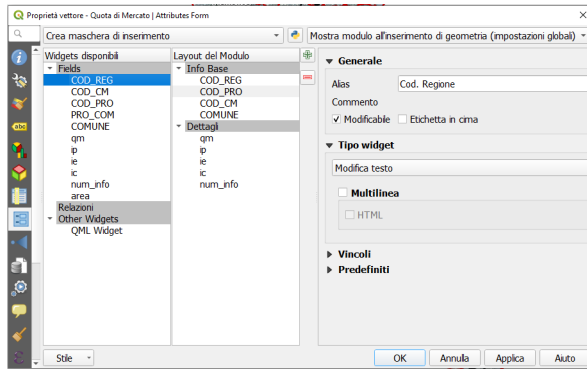 Proprietà vettore - Quota di Mercato | Attributes Form
Crea maschera di inserimento
Mostra modulo all'inserimento di geometria (impostazioni globali)
Widgets disponibili
Fields
COD_REG
COD_CM
COD_PRO
PRO_COM
COMUNE
qm
ip
ie
ic
num_info
area
Relazioni
Other Widgets
QML Widget
Layout del Modulo
Info Base
COD_REG
COD_PRO
COD_CM
COMUNE
Dettagli
qm
ip
ie
ic
num_info
Generale
Alias Cod. Regione
Commento
Modificabile Etichetta in cima
Tipo widget
Modifica testo
Multilinea
HTML
Vincoli
Predefiniti
abc
Stile
OK Annulla Applica Aiuto